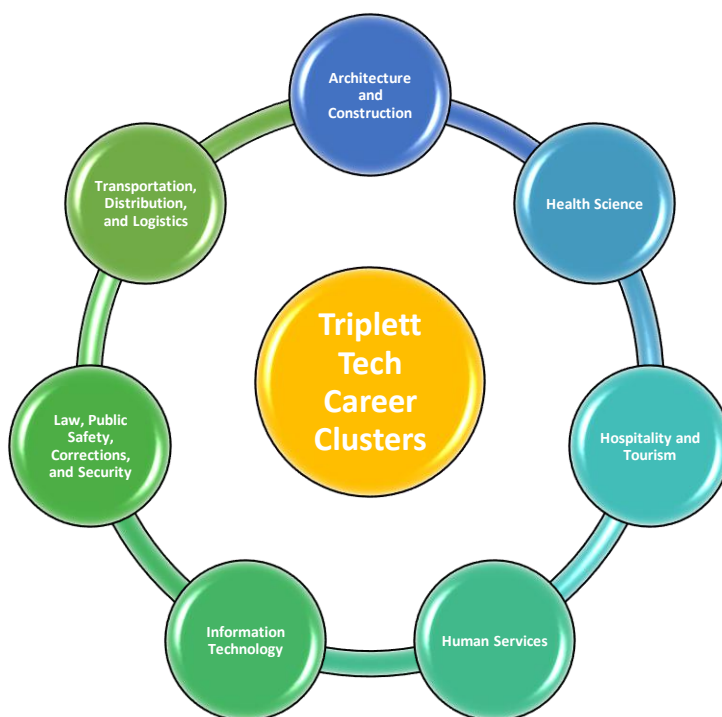 Architecture
and
Construction
Health Science
Hospitality and
Tourism
Human Services
Information
Technology
Law, Public
Safety,
Corrections,
and Security
Transportation,
Distribution,
and Logistics
Triplett
Tech
Career
Clusters